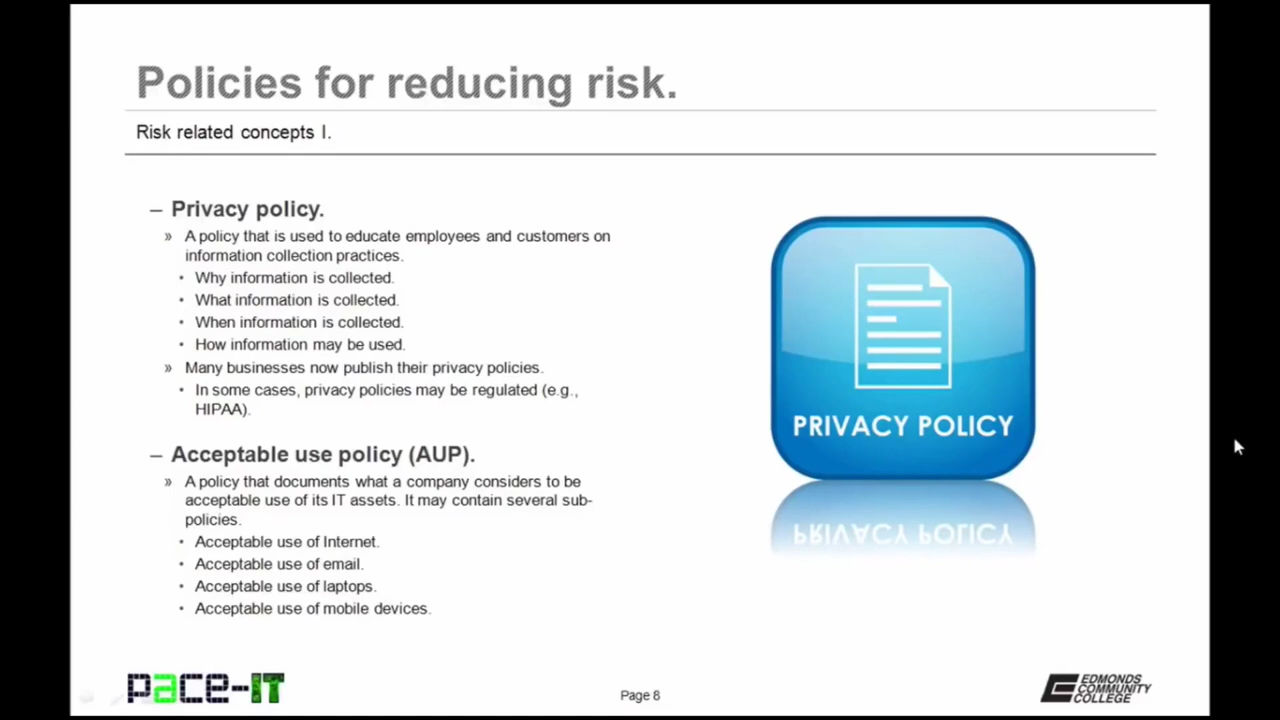 Policies for reducing risk.
Risk related concepts I.
– Privacy policy.
» A policy that is used to educate employees and customers on
information collection practices.
• Why information is collected.
• What information is collected.
• When information is collected.
• How information may be used.
» Many businesses now publish their privacy policies.
• In some cases, privacy policies may be regulated (e.g.,
HIPAA).
– Acceptable use policy (AUP).
» A policy that documents what a company considers to be
acceptable use of its IT assets. It may contain several sub-
policies.
• Acceptable use of Internet.
• Acceptable use of email.
• Acceptable use of laptops.
• Acceptable use of mobile devices.
PRIVACY POLICY
PRIVACY POLICY
pace-IT
Page 8
EDMONDS
COMMUNITY
COLLEGE